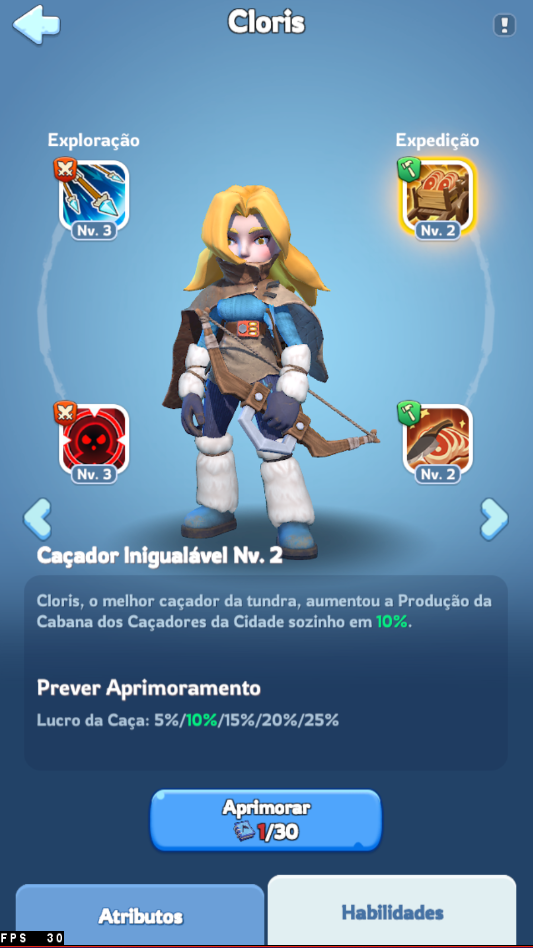 Cloris
!
Exploração
Expedição
Nv. 3
Nv. 2
Nv. 3
Nv. 2
Caçador Inigualável Nv. 2
Cloris, o melhor caçador da tundra, aumentou a Produção da
Cabana dos Caçadores da Cidade sozinho em 10%.
Prever Aprimoramento
Lucro da Caça: 5%/10%/15%/20%/25%
Aprimorar
1/30
Atributos
Habilidades
FPS 30